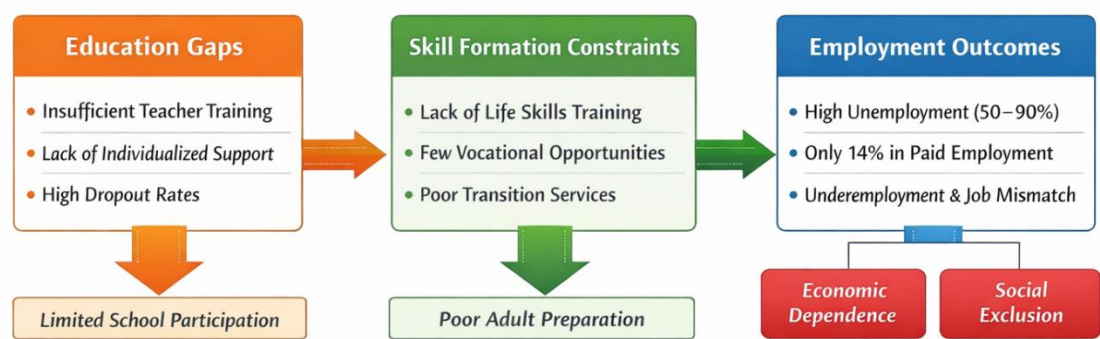 Education Gaps
• Insufficient Teacher Training
• Lack of Individualized Support
• High Dropout Rates
Limited School Participation
Skill Formation Constraints
• Lack of Life Skills Training
• Few Vocational Opportunities
• Poor Transition Services
Poor Adult Preparation
Employment Outcomes
• High Unemployment (50–90%)
• Only 14% in Paid Employment
• Underemployment & Job Mismatch
Economic
Dependence
Social
Exclusion